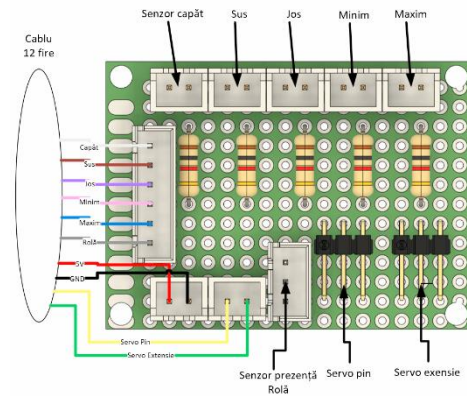 Senzor capăt
Sus
Jos
Minim
Maxim
Cablu
12 fire
Capăt
Sus
Jos
Minim
Maxim
Rolă
6V
GND
Servo Pin
Servo Extensie
Senzor prezență
Rolă
Servo pin
Servo exensie